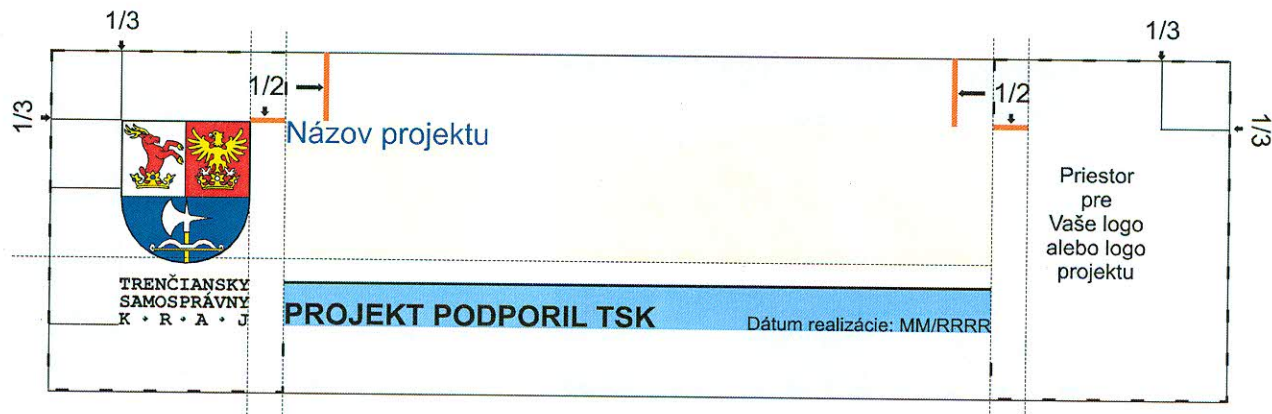 1/3
1/3
1/2
1/2
1/3
1/3
Názov projektu
Priestor
pre
Vaše logo
alebo logo
projektu
TRENČIANSKY
SAMOSPRÁVNY
K • R • A • J
PROJEKT PODPORIL TSK
Dátum realizácie: MM/RRRR